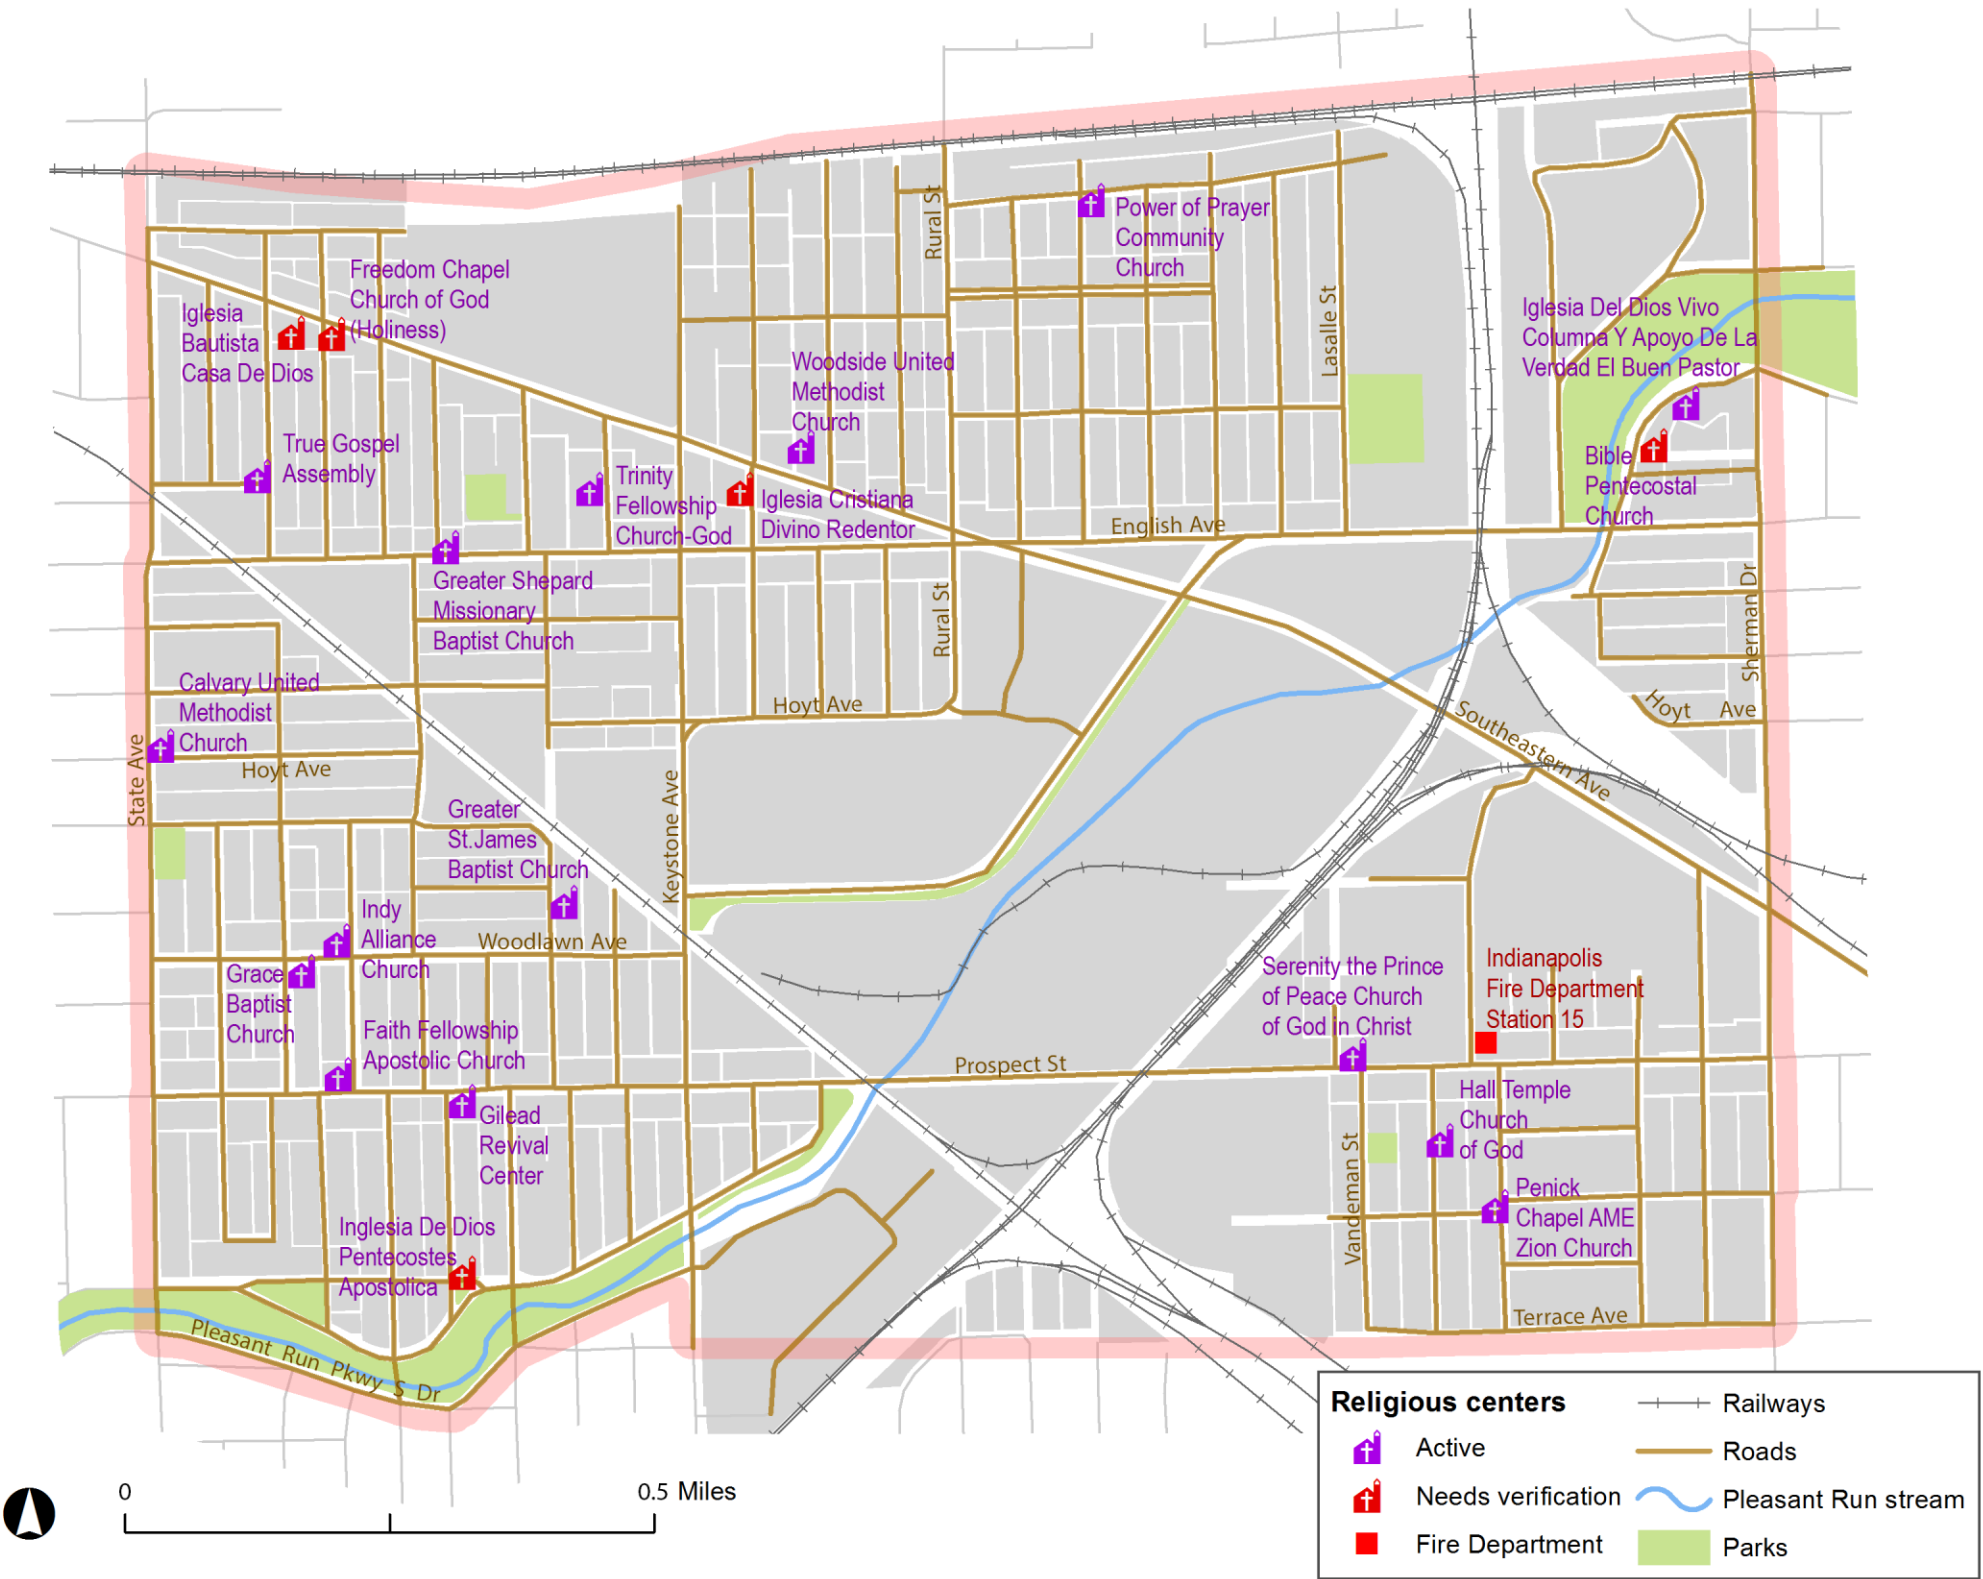 Rural St
Power of Prayer
Community
Church
Freedom Chapel
Church of God
(Holiness)
Iglesia
Bautista
Casa De Dios
Lasalle St
Iglesia Del Dios Vivo
Columna Y Apoyo De La
Verdad El Buen Pastor
Woodside United
Methodist
Church
True Gospel
Assembly
Trinity
Fellowship
Church-God
Iglesia Cristiana
Divino Redentor
English Ave
Bible
Pentecostal
Church
Greater Shepard
Missionary
Baptist Church
Rural St
Sherman Dr
Calvary United
Methodist
Church
Hoyt Ave
Hoyt Ave
Southeastern Ave
State Ave
Hoyt Ave
Keystone Ave
Greater
St.James
Baptist Church
Indy
Alliance
Church
Woodlawn Ave
Grace
Baptist
Church
Serenity the Prince
of Peace Church
of God in Christ
Indianapolis
Fire Department
Station 15
Faith Fellowship
Apostolic Church
Prospect St
Gilead
Revival
Center
Hall Temple
Church
of God
Vandeman St
Penick
Chapel AME
Zion Church
Inglesia De Dios
Pentecostes
Apostolica
Terrace Ave
Pleasant Run Pkwy S Dr
0
0.5 Miles
Religious centers
Active
Needs verification
Fire Department
Railways
Roads
Pleasant Run stream
Parks